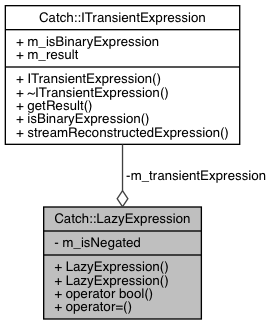 Catch::ITransientExpression
+ m_isBinaryExpression
+ m_result
+ ITransientExpression()
+ ~ITransientExpression()
+ getResult()
+ isBinaryExpression()
+ streamReconstructedExpression()
-m_transientExpression
Catch::LazyExpression
- m_isNegated
+ LazyExpression()
+ LazyExpression()
+ operator bool()
+ operator=()